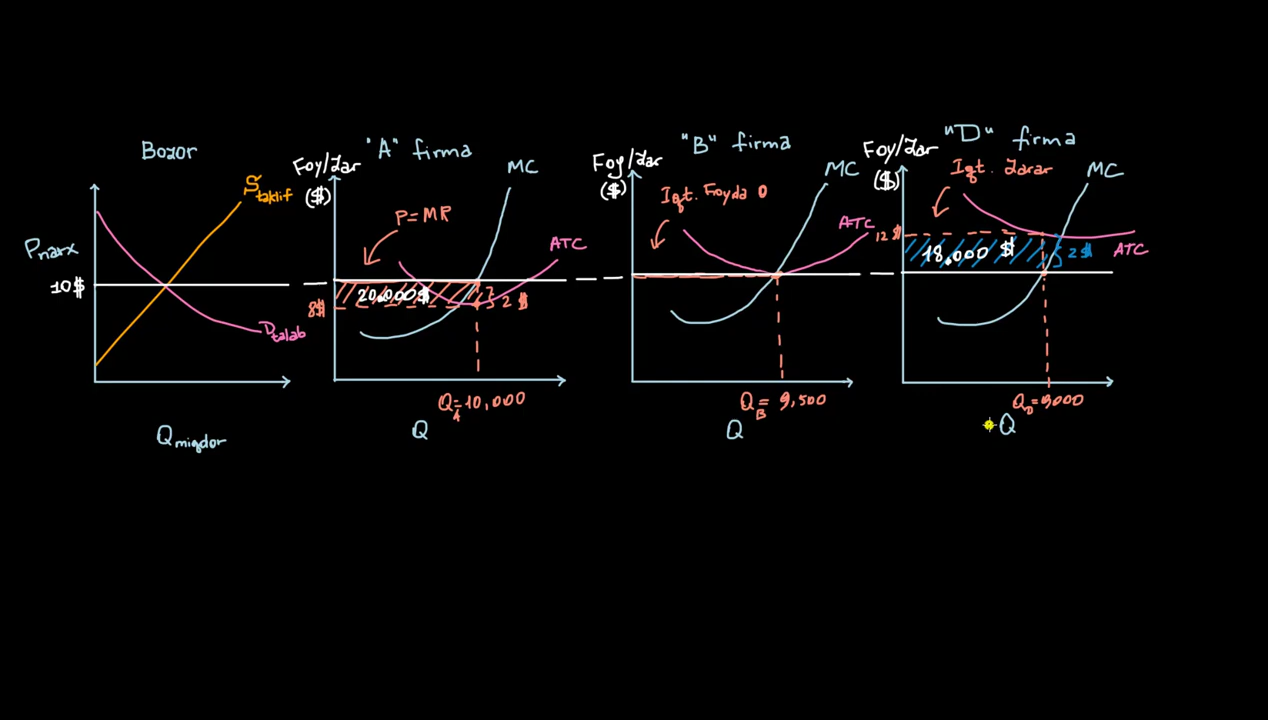 Bozor
S taklif
P narx
10$
D talab
Q miqdor
"A" firma
Foy/Zar
($)
MC
P=MR
ATC
20.000$
8$
2 $
Q A = 10,000
Q
"B" firma
Foy/Zar
($)
MC
Iqt. Foyda 0
ATC
Q B = 9,500
Q
"D" firma
Foy/Zar
($)
Iqt. Zarar
MC
12$
18.000 $
2$
ATC
Q D = 9000
Q